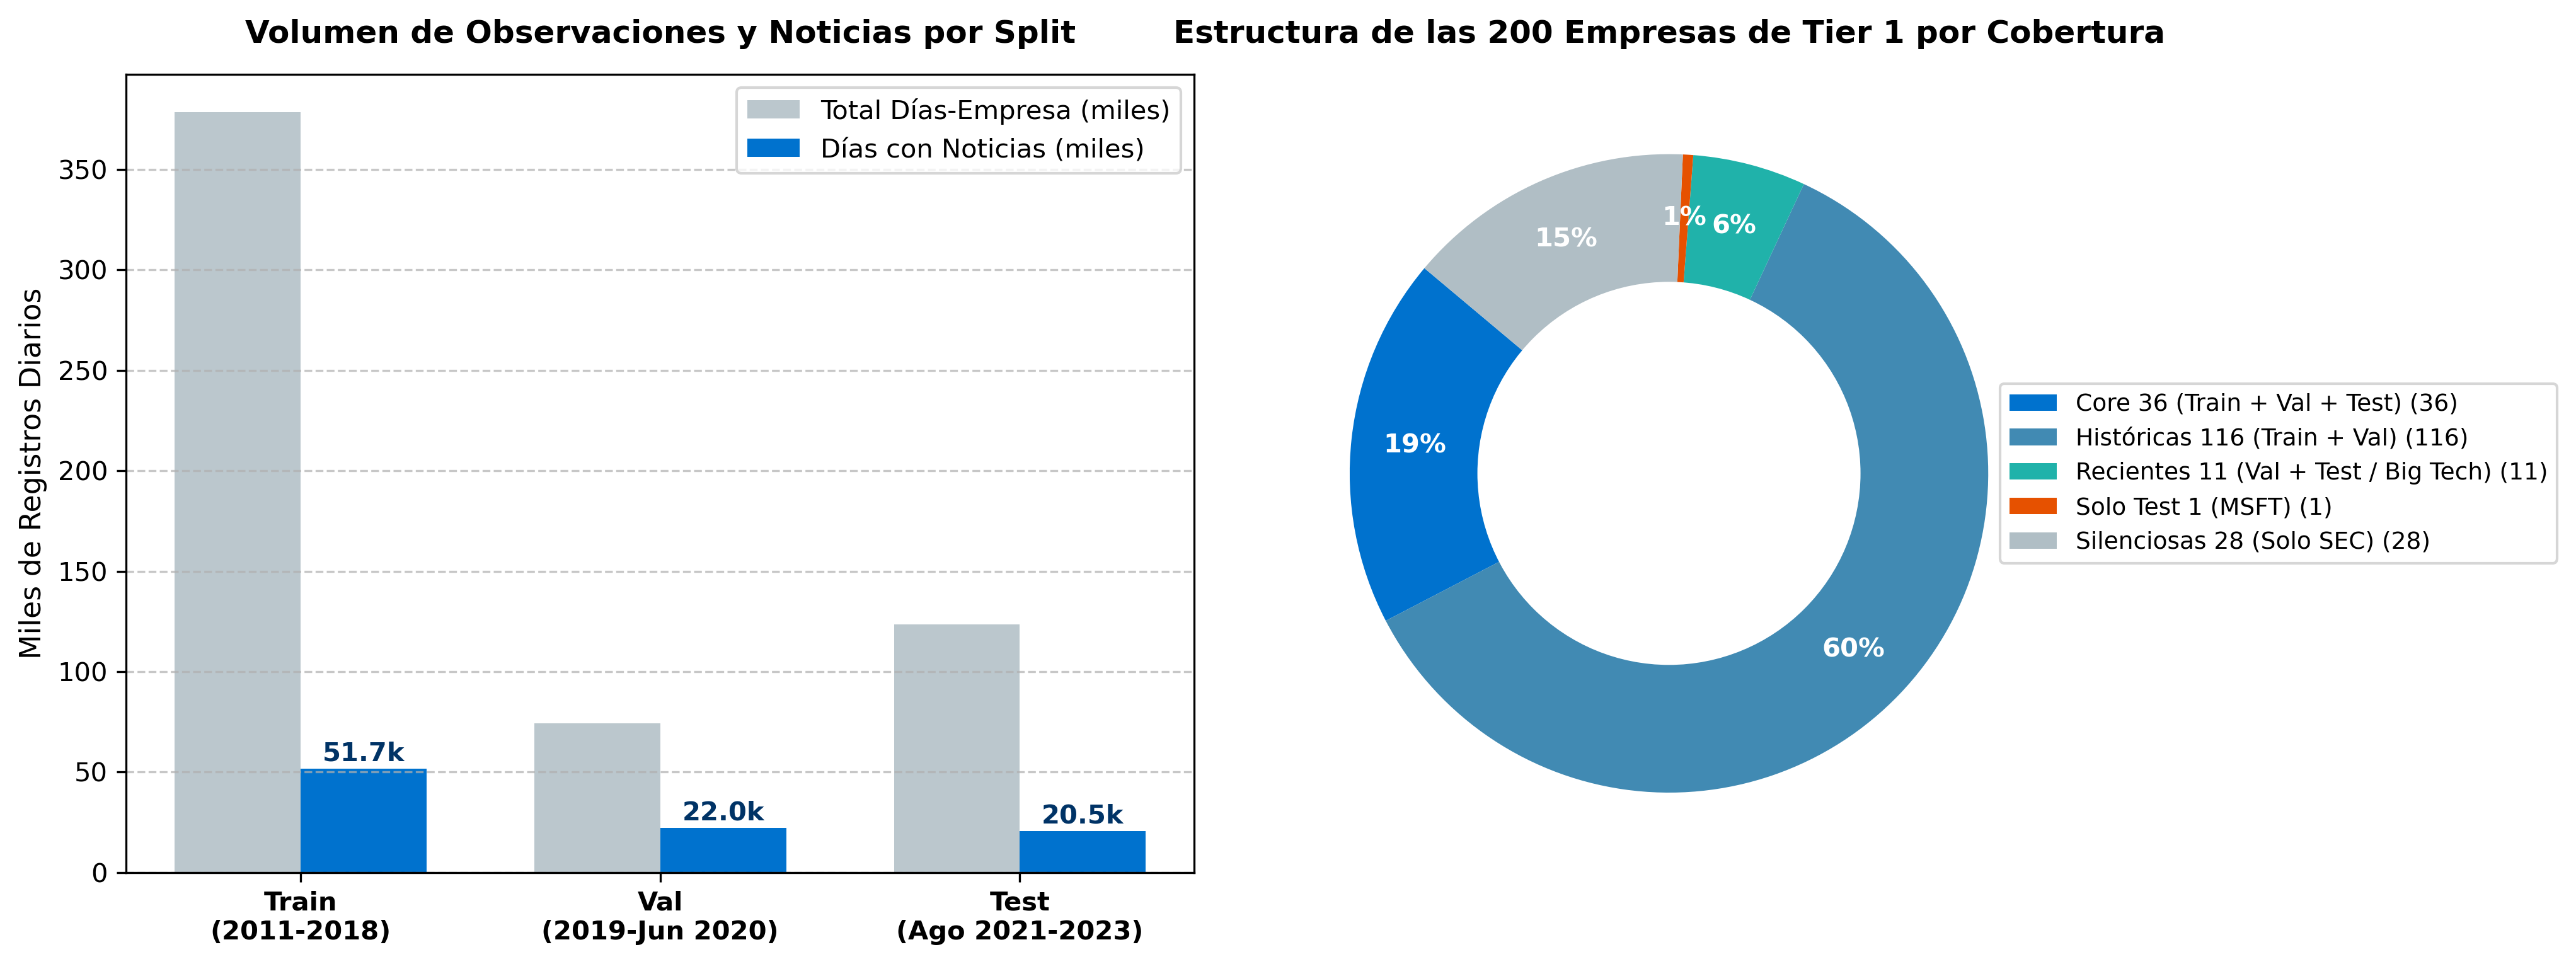 Volumen de Observaciones y Noticias por Split
Total Días-Empresa (miles)
Días con Noticias (miles)
Miles de Registros Diarios
350
300
250
200
150
100
50
0
51.7k
22.0k
20.5k
Train
(2011-2018)
Val
(2019-Jun 2020)
Test
(Ago 2021-2023)
Estructura de las 200 Empresas de Tier 1 por Cobertura
15%
1%
6%
19%
60%
Core 36 (Train + Val + Test) (36)
Históricas 116 (Train + Val) (116)
Recientes 11 (Val + Test / Big Tech) (11)
Solo Test 1 (MSFT) (1)
Silenciosas 28 (Solo SEC) (28)